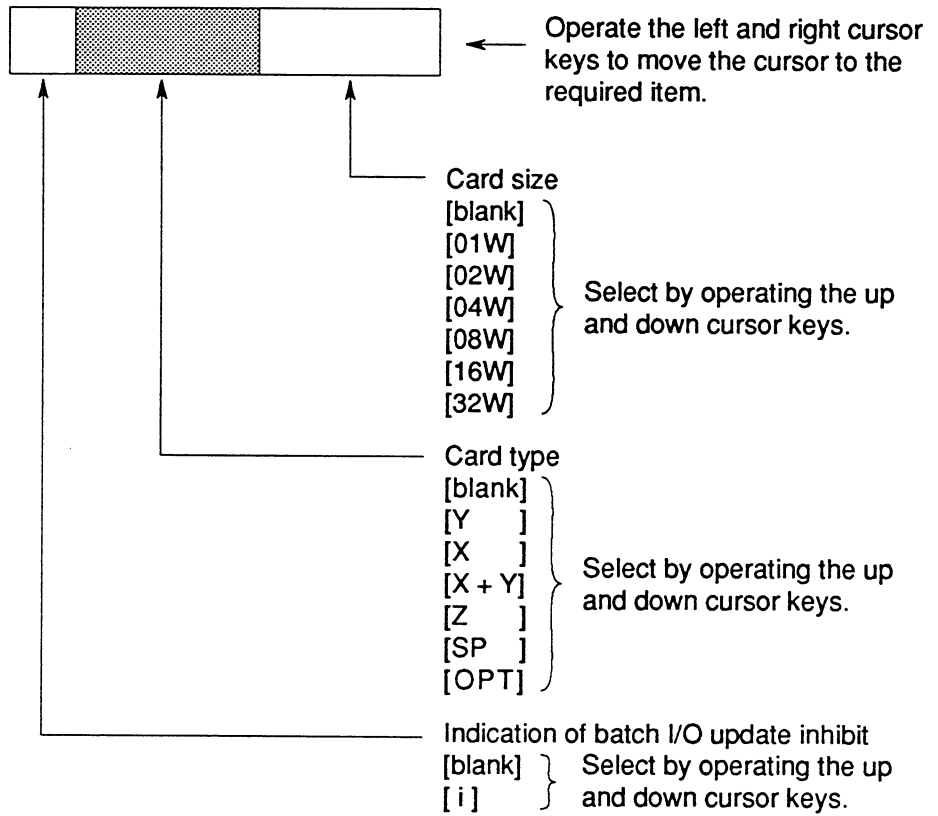 Operate the left and right cursor
keys to move the cursor to the
required item.
Card size
[blank]
[01W]
[02W]
[04W]
[08W]
[16W]
[32W]
Select by operating the up
and down cursor keys.
Card type
[blank]
[Y ]
[X ]
[X + Y]
[Z ]
[SP ]
[OPT]
Select by operating the up
and down cursor keys.
Indication of batch I/O update inhibit
[blank]
[ i ]
Select by operating the up
and down cursor keys.